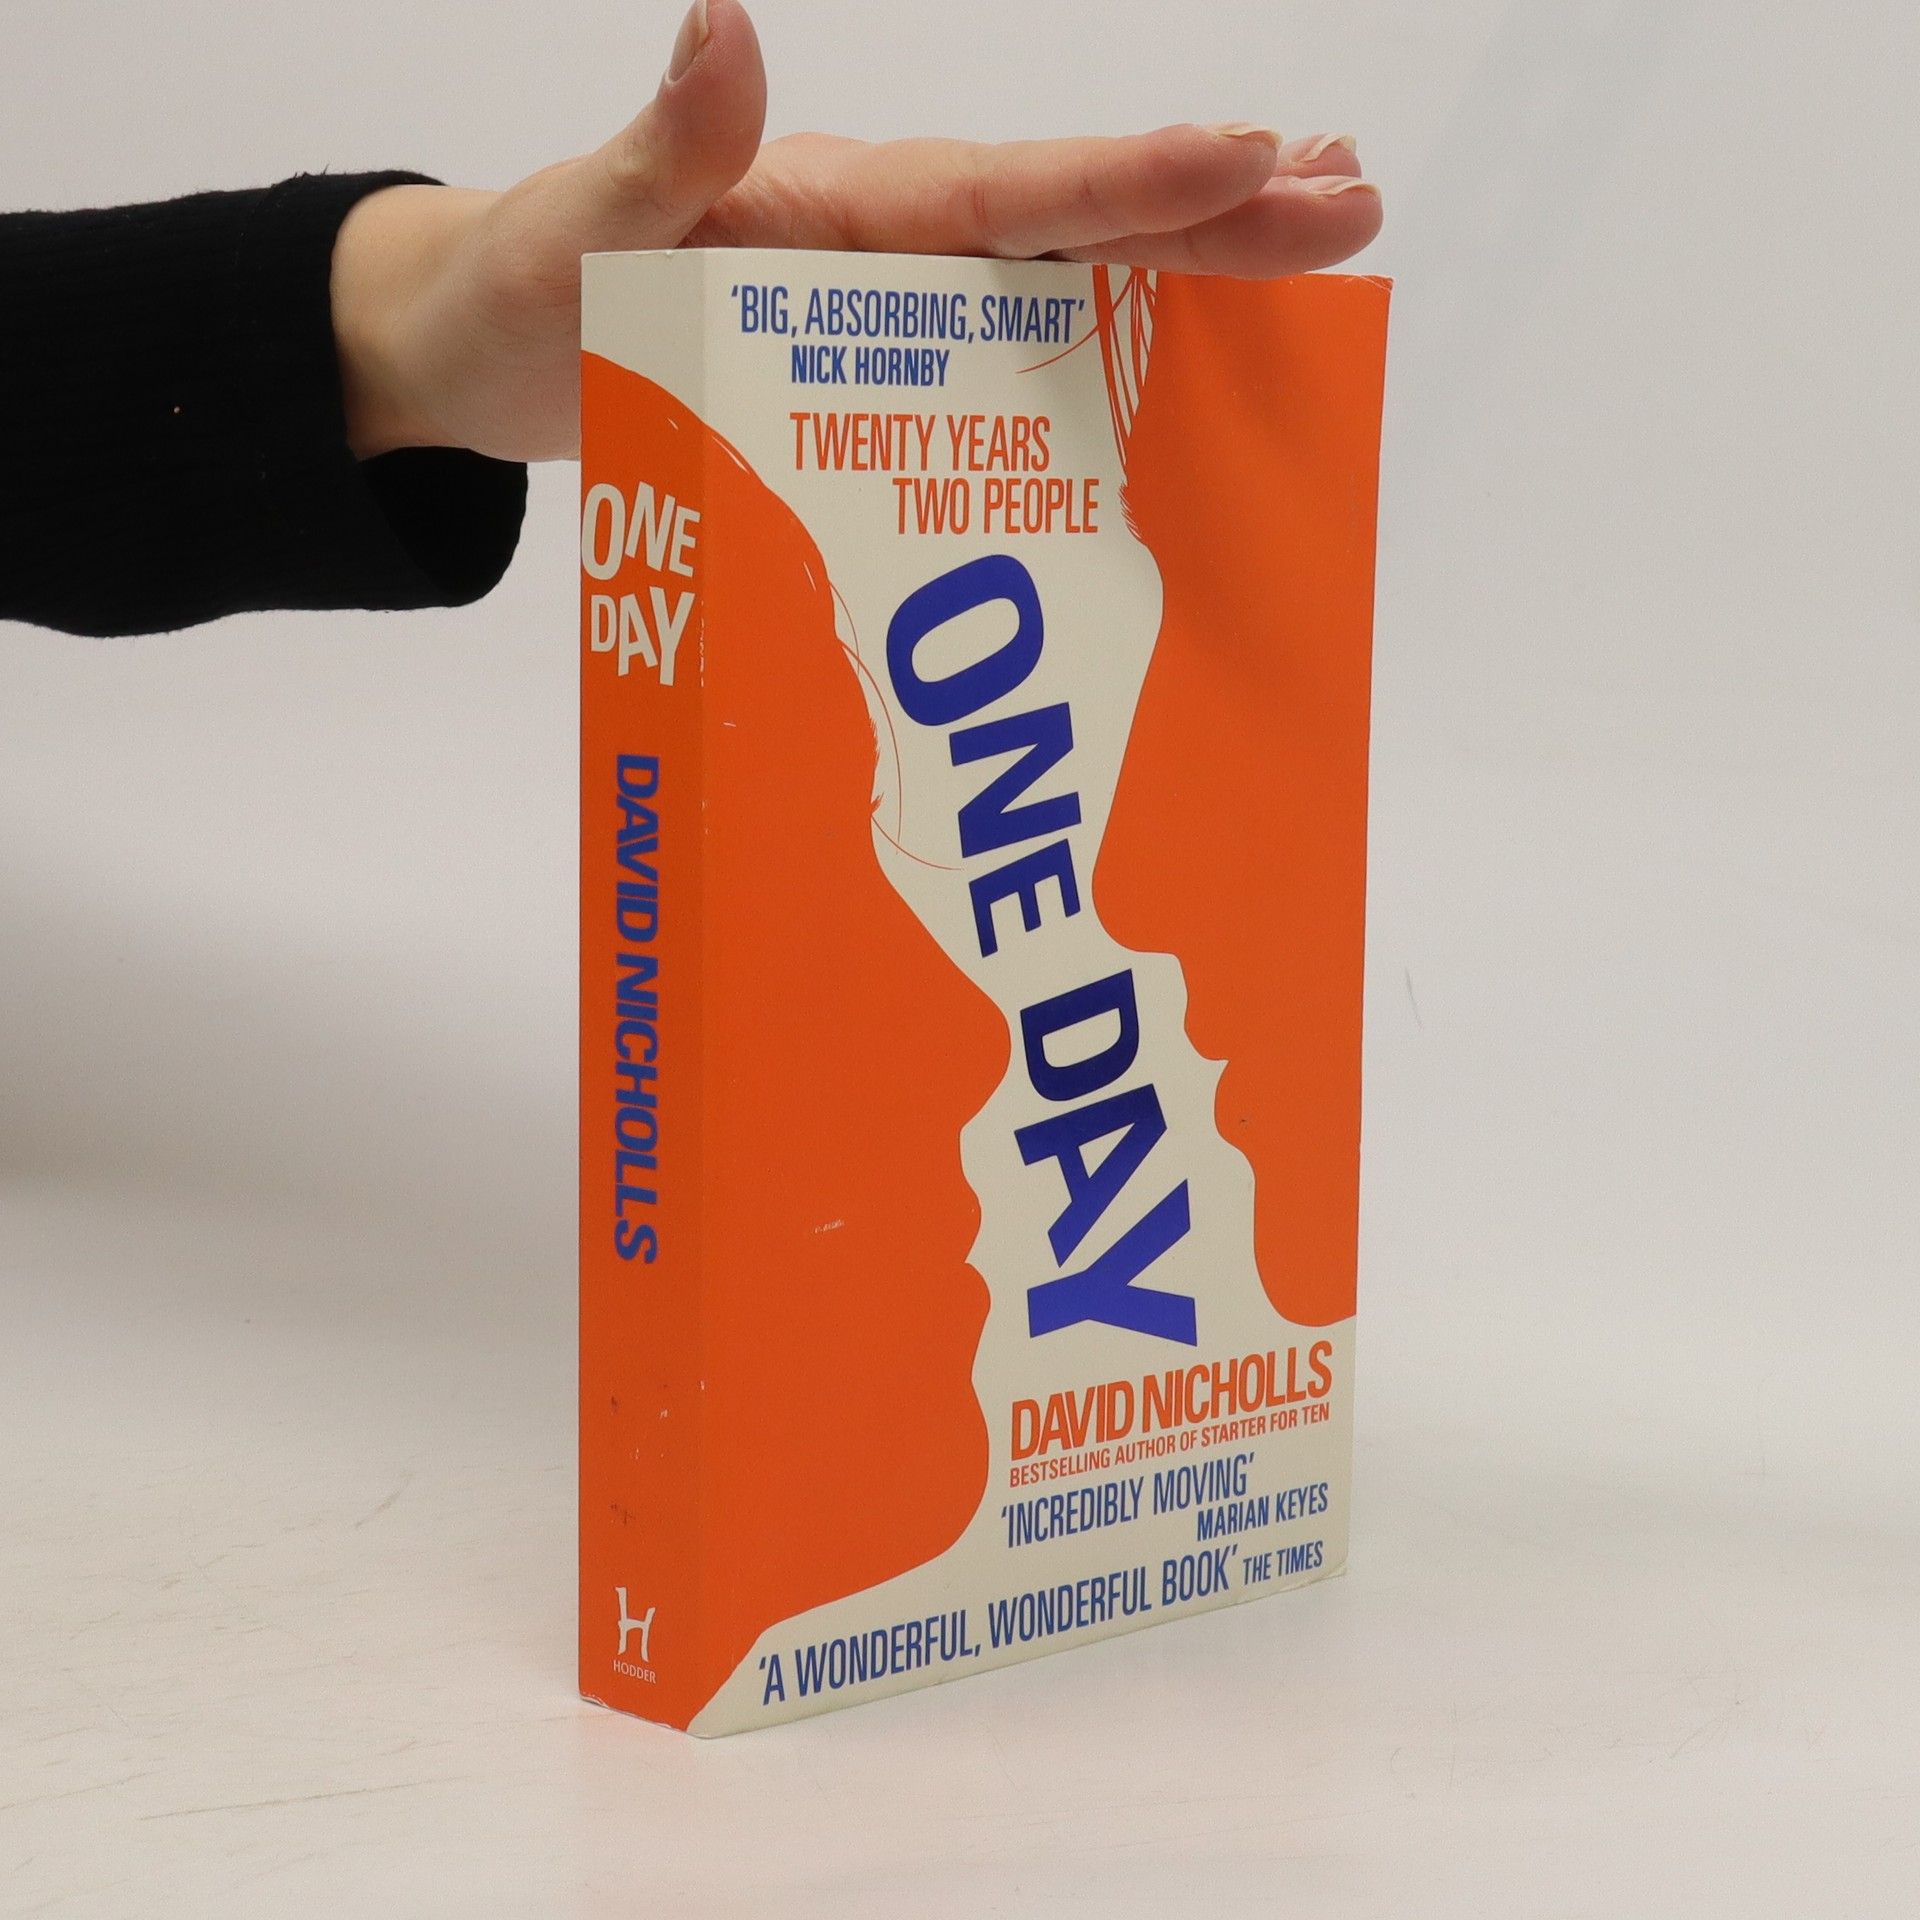 ONE
DAY
DAVID NICHOLLS
HODDER
‘BIG, ABSORBING, SMART’
NICK HORNBY
TWENTY YEARS
TWO PEOPLE
ONE DAY
DAVID NICHOLLS
BESTSELLING AUTHOR OF STARTER FOR TEN
‘INCREDIBLY MOVING’
MARIAN KEYES
‘A WONDERFUL, WONDERFUL BOOK’ THE TIMES